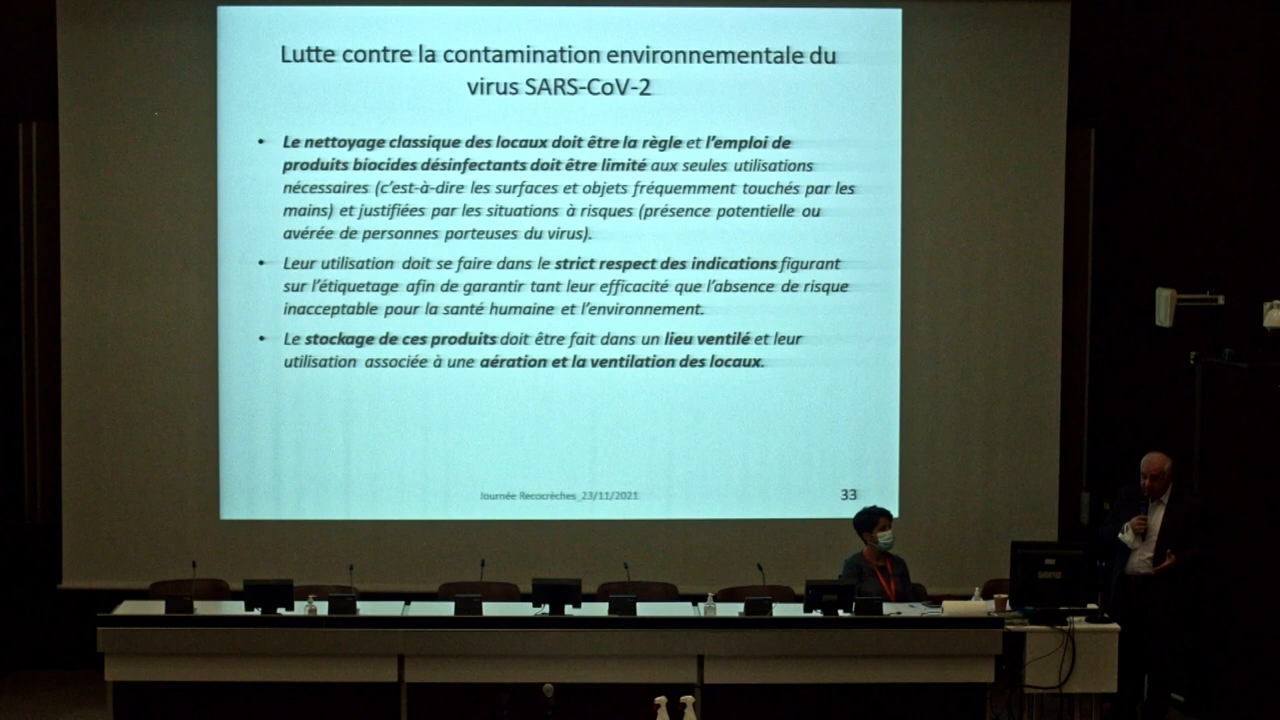 Lutte contre la contamination environnementale du
virus SARS-CoV-2
• Le nettoyage classique des locaux doit être la règle et l'emploi de
produits biocides désinfectants doit être limité aux seules utilisations
nécessaires (c'est-à-dire les surfaces et objets fréquemment touchés par les
mains) et justifiées par les situations à risques (présence potentielle ou
avérée de personnes porteuses du virus).
• Leur utilisation doit se faire dans le strict respect des indications figurant
sur l'étiquetage afin de garantir tant leur efficacité que l'absence de risque
inacceptable pour la santé humaine et l'environnement.
• Le stockage de ces produits doit être fait dans un lieu ventilé et leur
utilisation associée à une aération et la ventilation des locaux.
Journée Recocrèches_23/11/2021
33